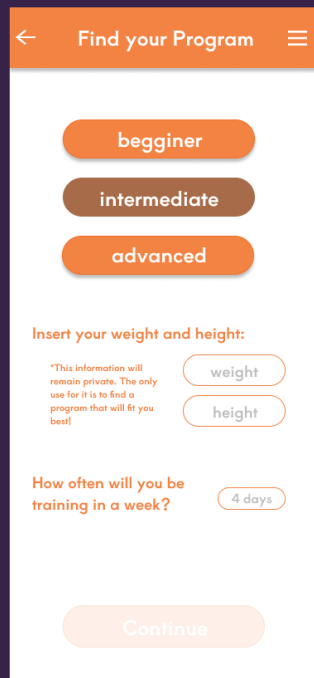 Find your Program
begginer
intermediate
advanced
Insert your weight and height:
*This information will
remain private. The only
use for it is to find a
program that will fit you
best!
weight
height
How often will you be
training in a week?
4 days
Continue